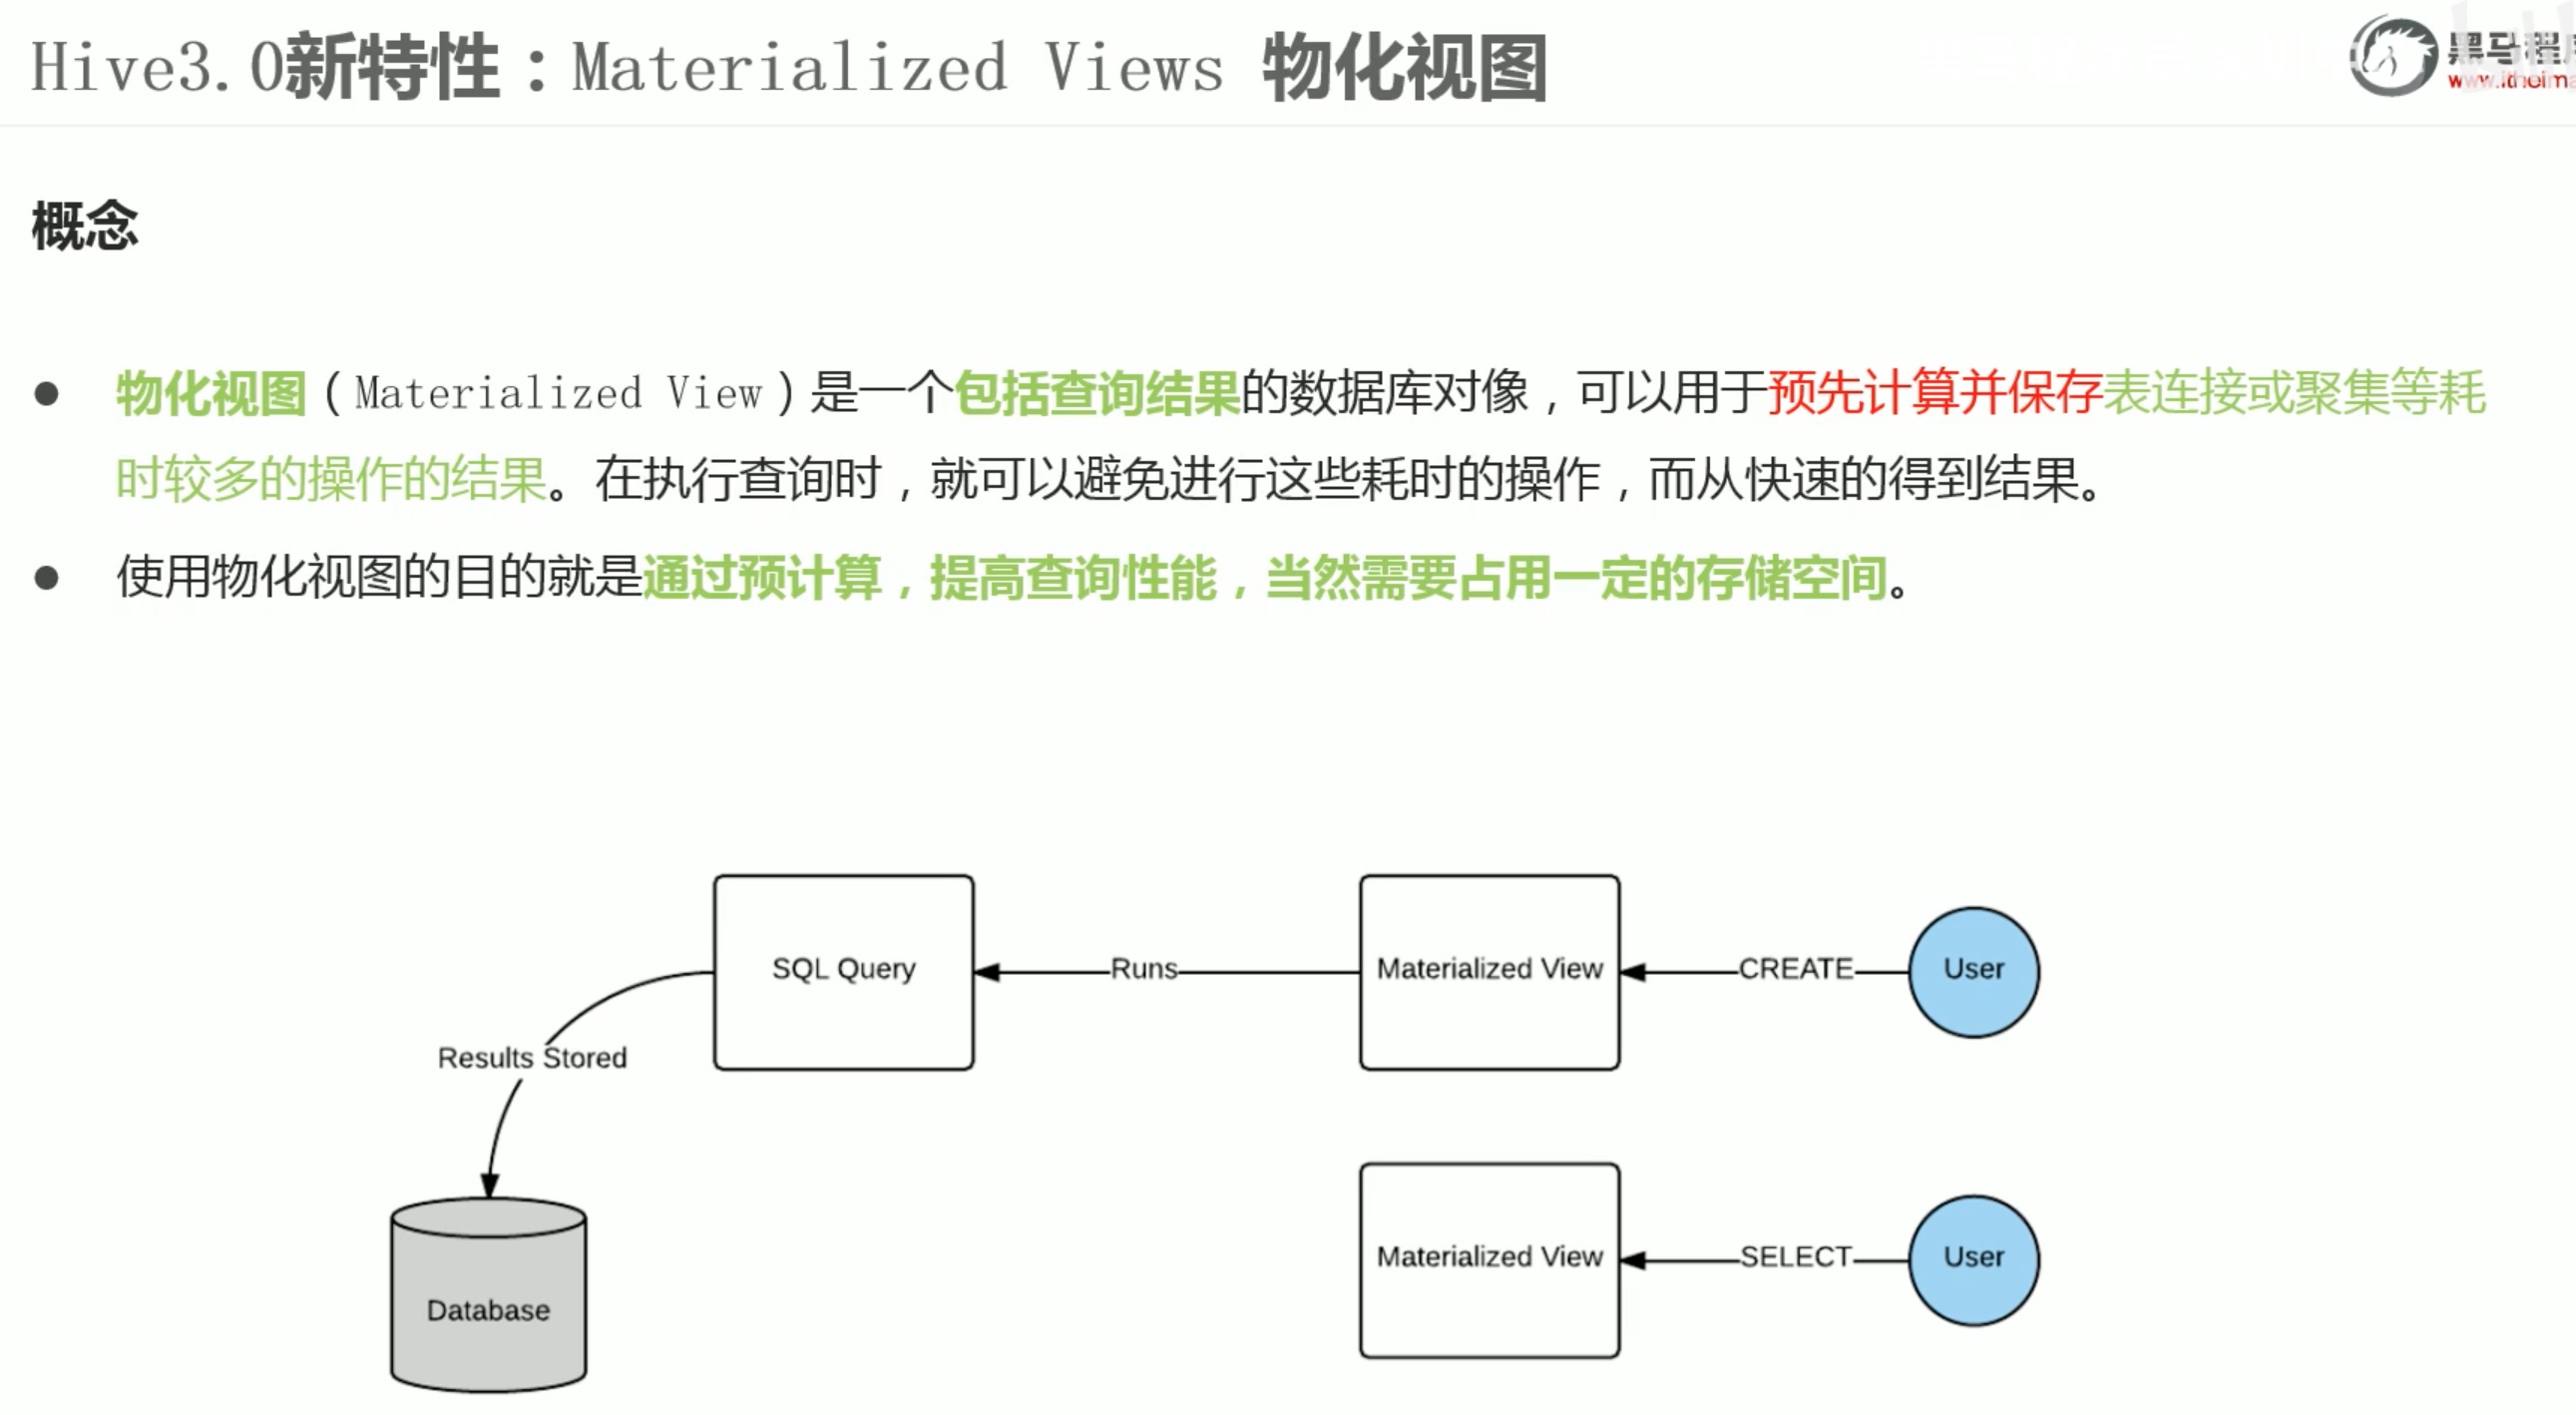 Hive3.0新特性：Materialized Views 物化视图
黑马程
www.itheima
概念
● 物化视图（Materialized View）是一个包括查询结果的数据库对像，可以用于预先计算并保存表连接或聚集等耗
时较多的操作的结果。在执行查询时，就可以避免进行这些耗时的操作，而从快速的得到结果。
● 使用物化视图的目的就是通过预计算，提高查询性能，当然需要占用一定的存储空间。
SQL Query
Runs
Materialized View
CREATE
User
Results Stored
Database
Materialized View
SELECT
User